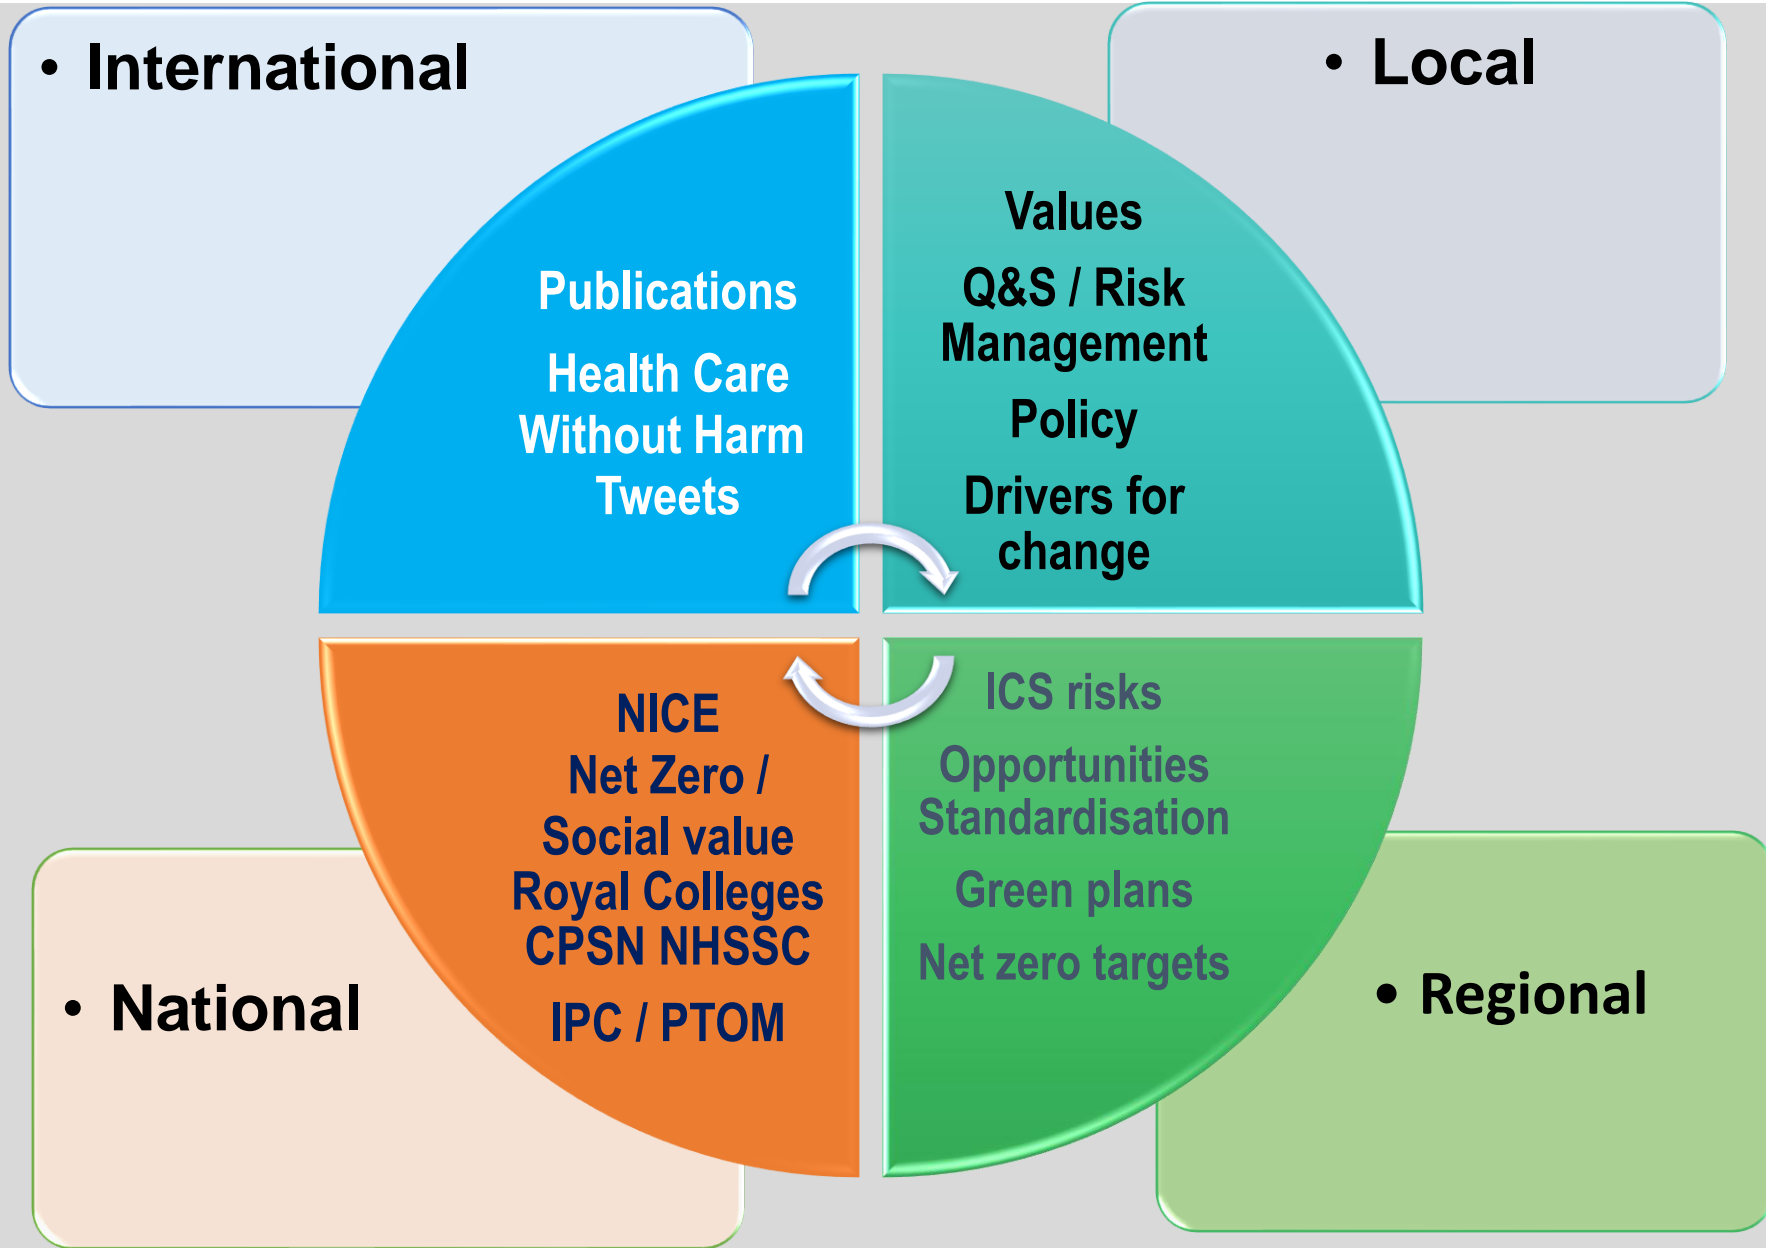 • International
Publications
Health Care
Without Harm
Tweets
• Local
Values
Q&S / Risk
Management
Policy
Drivers for
change
• National
NICE
Net Zero /
Social value
Royal Colleges
CPSN NHSSC
IPC / PTOM
• Regional
ICS risks
Opportunities
Standardisation
Green plans
Net zero targets